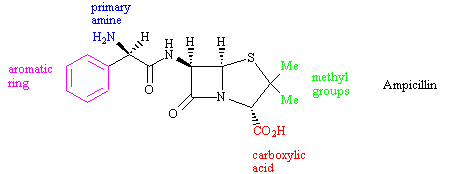 primary
amine
H2N
H
H
N
H
H
S
aromatic
ring
Me
methyl
groups
Me
Ampicillin
O
N
O
CO2H
carboxylic
acid